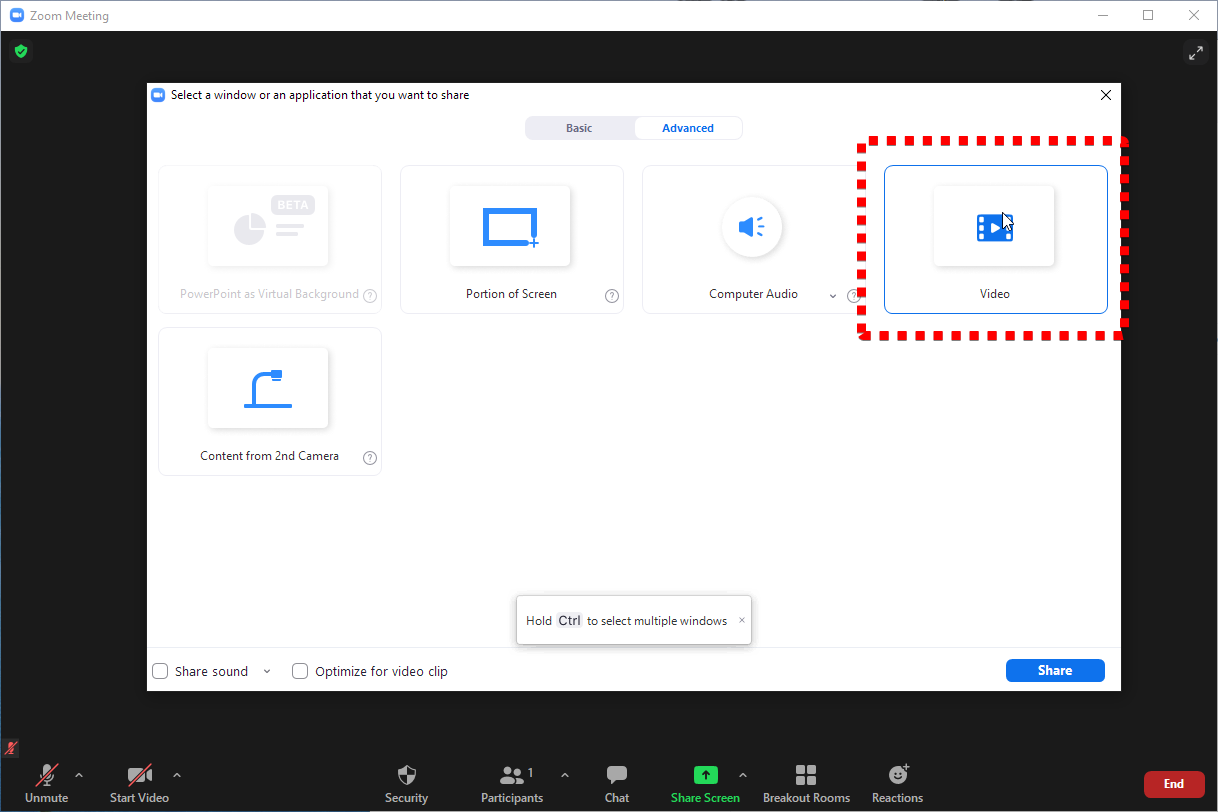 Zoom Meeting
Select a window or an application that you want to share
Basic
Advanced
BETA
PowerPoint as Virtual Background ?
Portion of Screen ?
Computer Audio ?
Video
Content from 2nd Camera ?
Hold Ctrl to select multiple windows ×
Share sound
Optimize for video clip
Share
Unmute
Start Video
Security
1
Participants
Chat
Share Screen
Breakout Rooms
Reactions
End